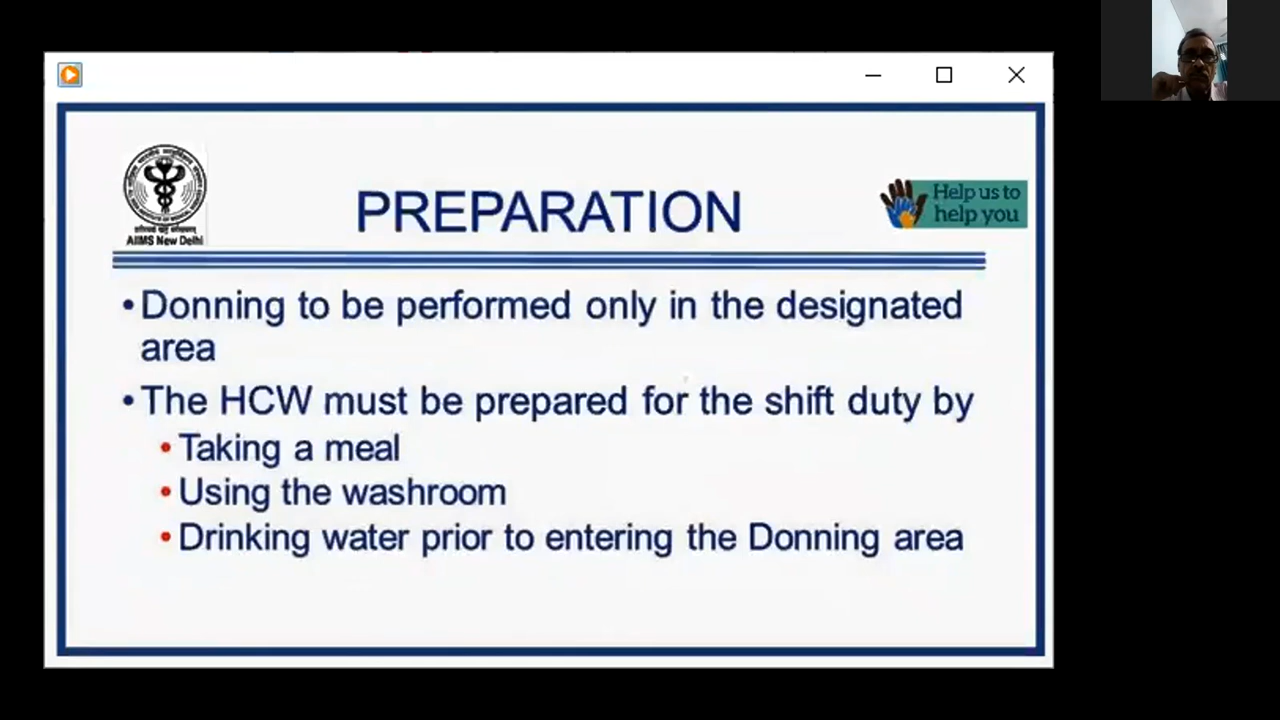 PREPARATION
AIIMS New Delhi
Help us to
help you
•Donning to be performed only in the designated
area
•The HCW must be prepared for the shift duty by
•Taking a meal
•Using the washroom
•Drinking water prior to entering the Donning area